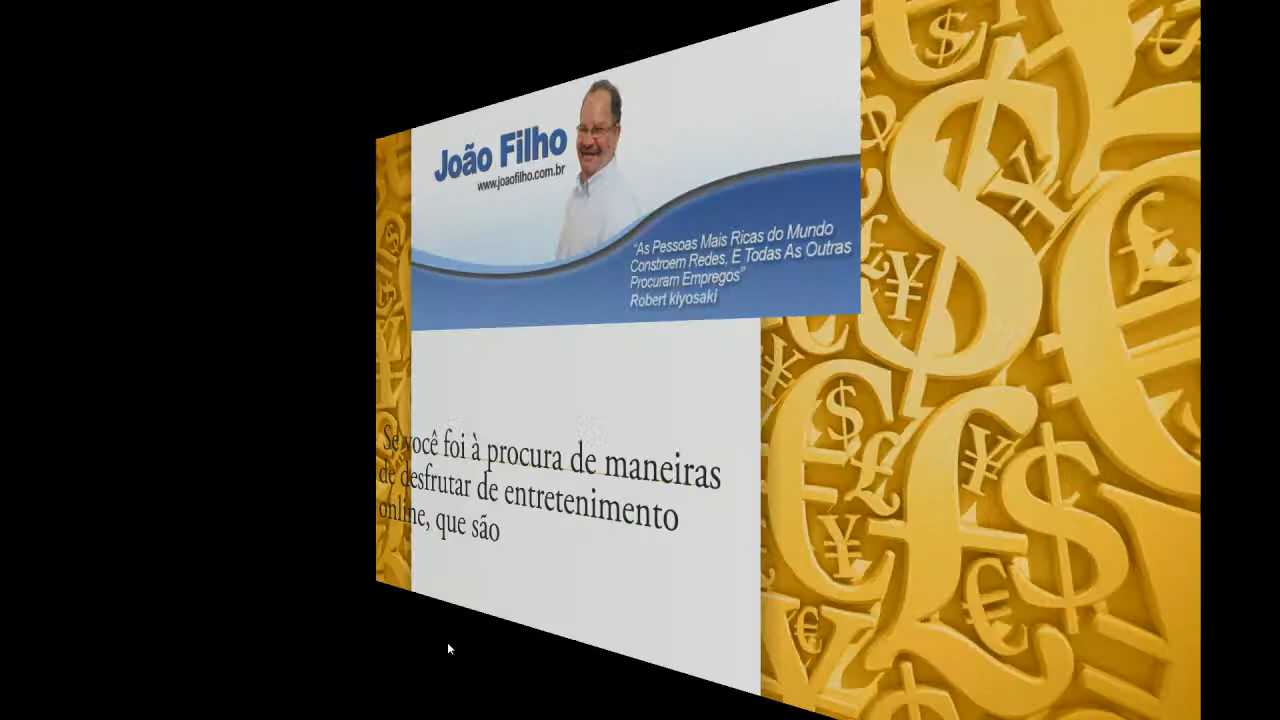 João Filho
www.joaofilho.com.br
“As Pessoas Mais Ricas do Mundo
Constroem Redes, E Todas As Outras
Procuram Empregos”
Robert kiyosaki
Se você foi à procura de maneiras
de desfrutar de entretenimento
online, que são